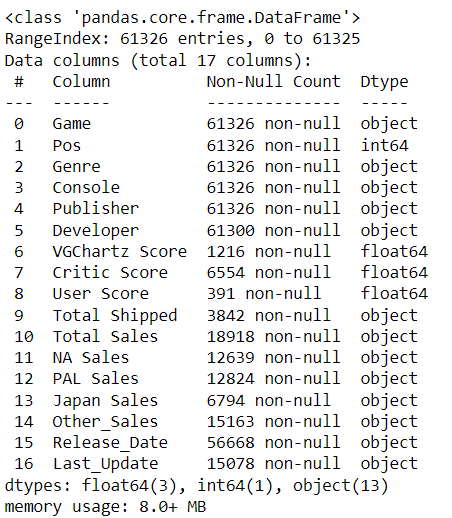 <class 'pandas.core.frame.DataFrame'>
RangeIndex: 61326 entries, 0 to 61325
Data columns (total 17 columns):
 #   Column          Non-Null Count  Dtype
---  ------          --------------  -----
 0   Game            61326 non-null  object
 1   Pos             61326 non-null  int64
 2   Genre           61326 non-null  object
 3   Console         61326 non-null  object
 4   Publisher       61326 non-null  object
 5   Developer       61300 non-null  object
 6   VGChartz Score  1216 non-null   float64
 7   Critic Score    6554 non-null   float64
 8   User Score      391 non-null    float64
 9   Total Shipped   3842 non-null   object
 10  Total Sales     18918 non-null  object
 11  NA Sales        12639 non-null  object
 12  PAL Sales       12824 non-null  object
 13  Japan Sales     6794 non-null   object
 14  Other_Sales     15163 non-null  object
 15  Release_Date    56668 non-null  object
 16  Last_Update     15078 non-null  object
dtypes: float64(3), int64(1), object(13)
memory usage: 8.0+ MB